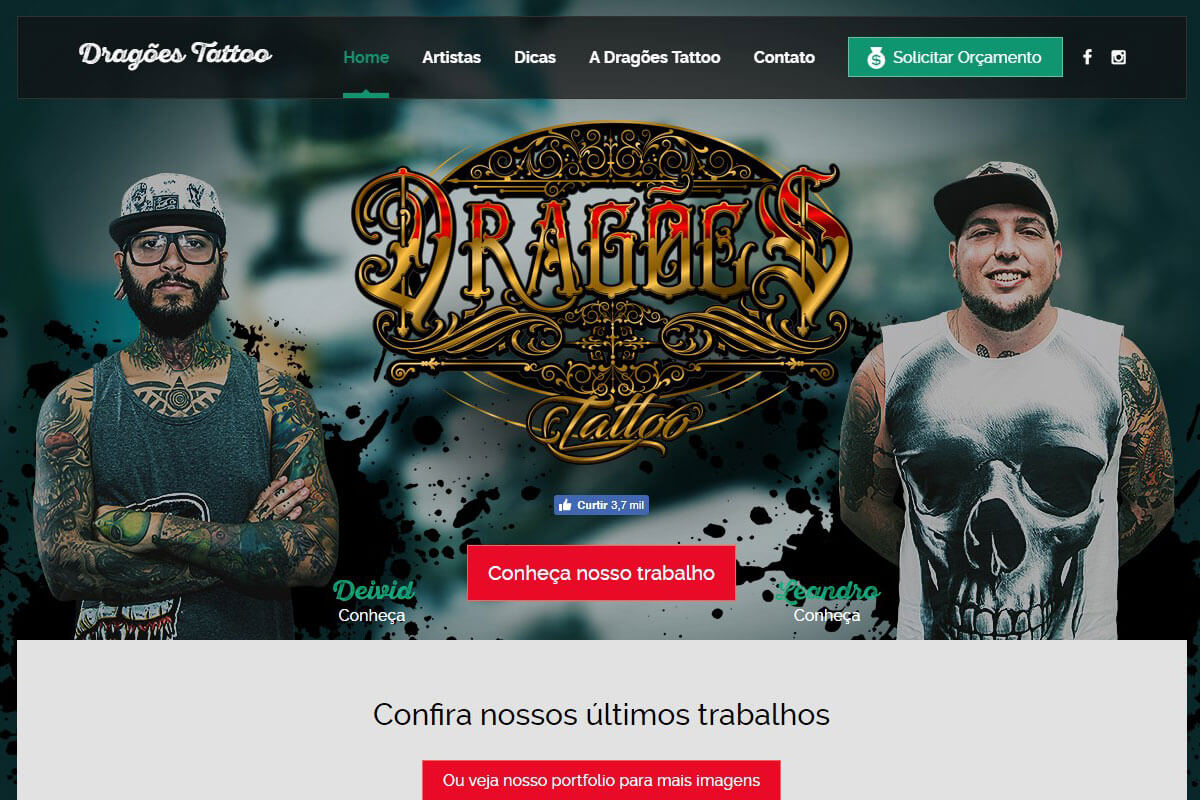 Dragões Tattoo
Home
Artistas
Dicas
A Dragões Tattoo
Contato
Solicitar Orçamento
DRAGÕES
Tattoo
Curtir 3,7 mil
Conheça nosso trabalho
Deivid
Conheça
Leandro
Conheça
Confira nossos últimos trabalhos
Ou veja nosso portfolio para mais imagens